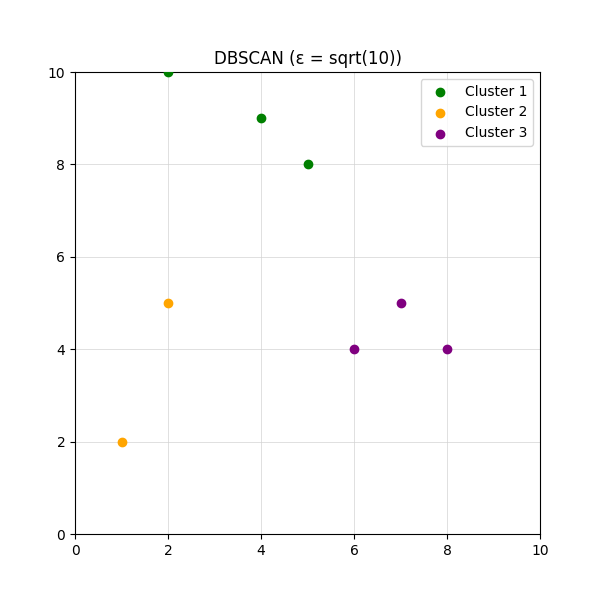 DBSCAN (ε = sqrt(10))
10
8
6
4
2
0
0 2 4 6 8 10
Cluster 1
Cluster 2
Cluster 3